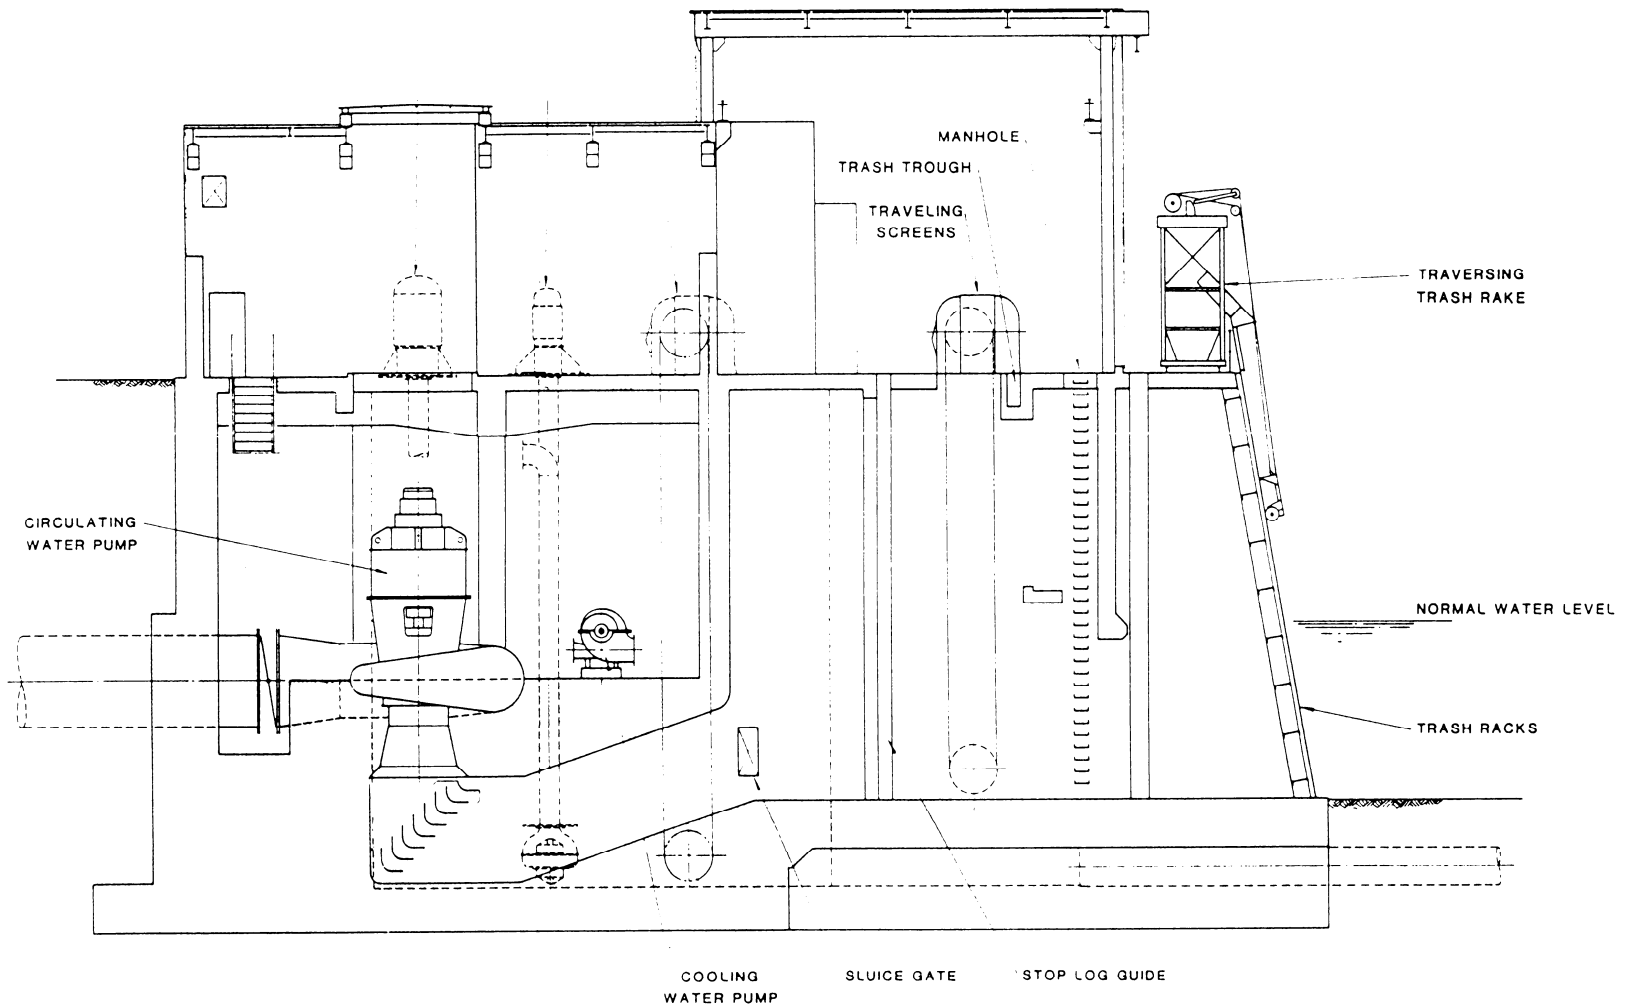 MANHOLE
TRASH TROUGH
TRAVELING
SCREENS
TRAVERSING
TRASH RAKE
CIRCULATING
WATER PUMP
NORMAL WATER LEVEL
TRASH RACKS
COOLING
WATER PUMP
SLUICE GATE
STOP LOG GUIDE